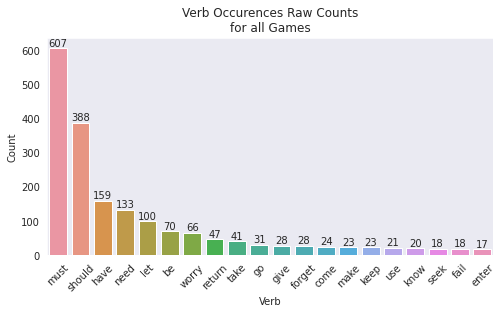 Verb Occurences Raw Counts
for all Games
Count
600
500
400
300
200
100
0
607
388
159
133
100
70
66
47
41
31
28
28
24
23
23
21
20
18
18
17
must
should
have
need
let
be
worry
return
take
go
give
forget
come
make
keep
use
know
seek
fail
enter
Verb